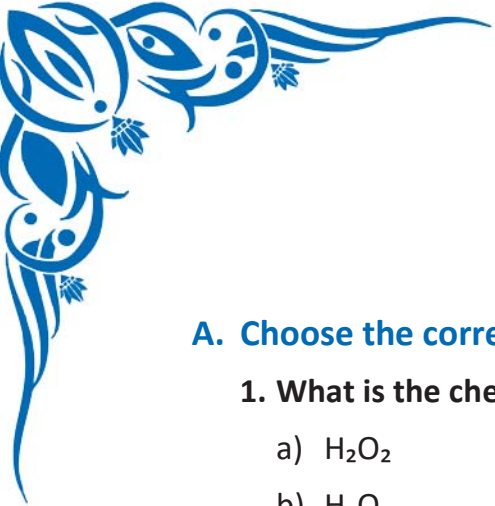 A. Choose the corre
1. What is the che
a) H₂O₂
b)